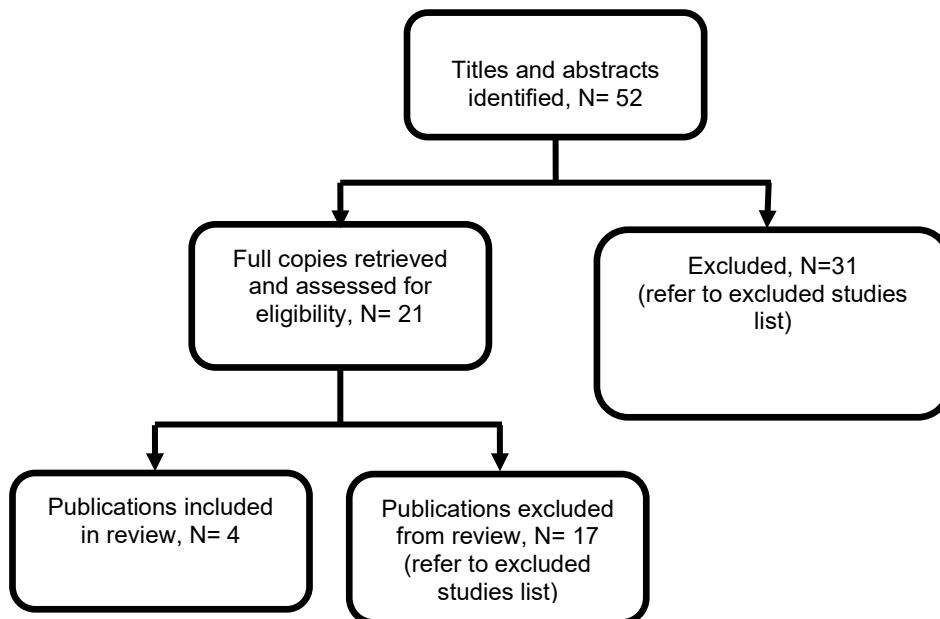 Titles and abstracts
identified, N= 52
Full copies retrieved
and assessed for
eligibility, N= 21
Excluded, N=31
(refer to excluded studies
list)
Publications included
in review, N= 4
Publications excluded
from review, N= 17
(refer to excluded
studies list)